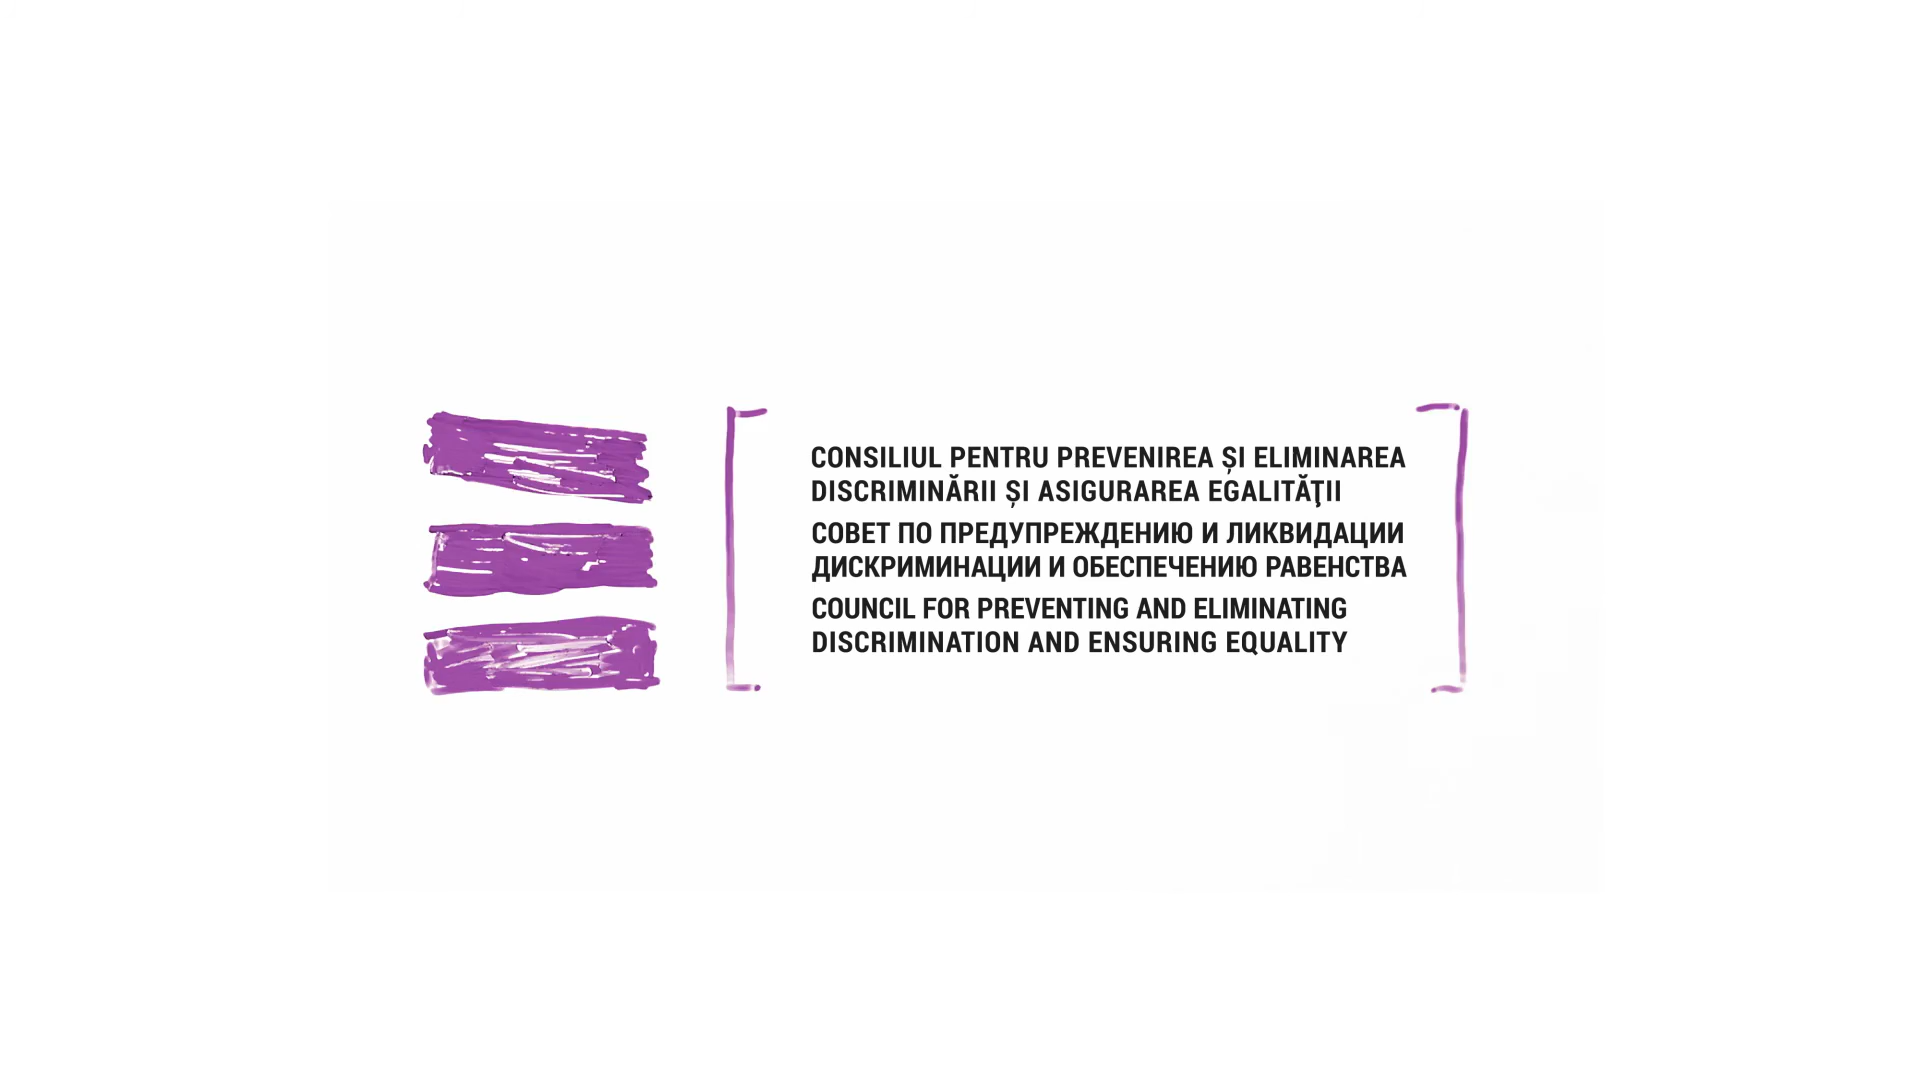 CONSILIUL PENTRU PREVENIREA ȘI ELIMINAREA
DISCRIMINĂRII ȘI ASIGURAREA EGALITĂŢII
СОВЕТ ПО ПРЕДУПРЕЖДЕНИЮ И ЛИКВИДАЦИИ
ДИСКРИМИНАЦИИ И ОБЕСПЕЧЕНИЮ РАВЕНСТВА
COUNCIL FOR PREVENTING AND ELIMINATING
DISCRIMINATION AND ENSURING EQUALITY